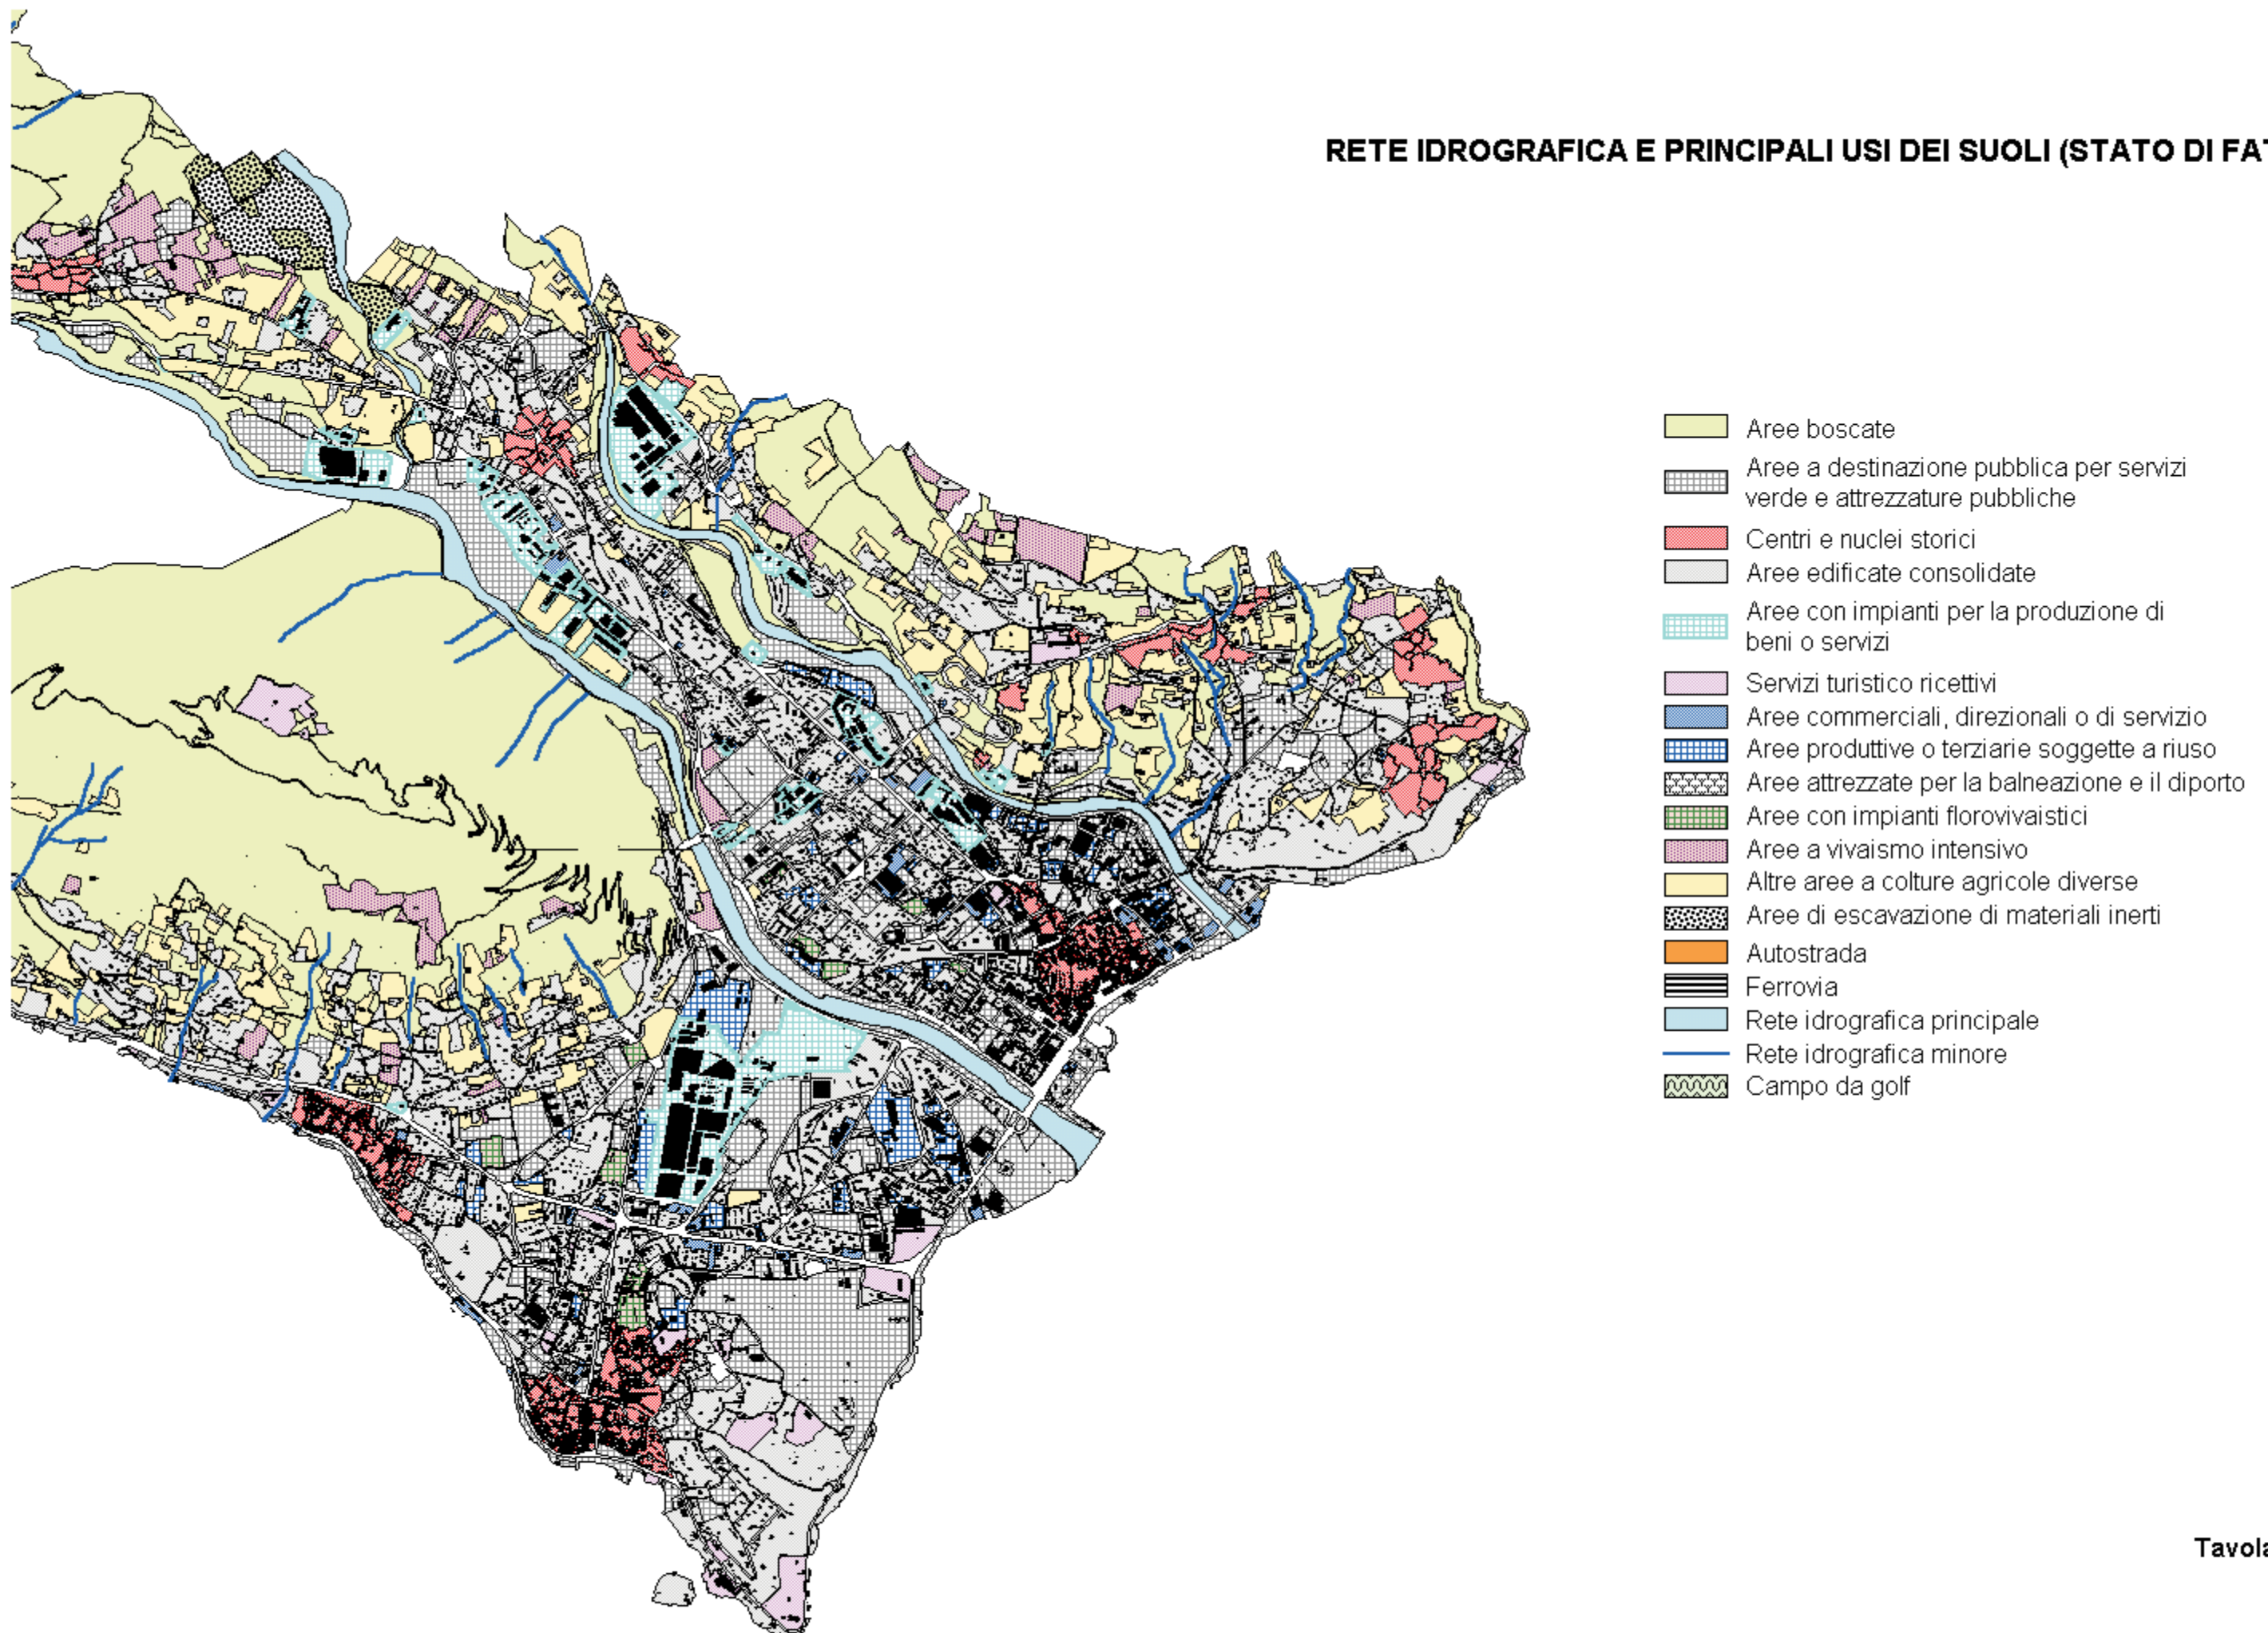 RETE IDROGRAFICA E PRINCIPALI USI DEI SUOLI (STATO DI FAT
Aree boscate
Aree a destinazione pubblica per servizi
verde e attrezzature pubbliche
Centri e nuclei storici
Aree edificate consolidate
Aree con impianti per la produzione di
beni o servizi
Servizi turistico ricettivi
Aree commerciali, direzionali o di servizio
Aree produttive o terziarie soggette a riuso
Aree attrezzate per la balneazione e il diporto
Aree con impianti florovivaistici
Aree a vivaismo intensivo
Altre aree a colture agricole diverse
Aree di escavazione di materiali inerti
Autostrada
Ferrovia
Rete idrografica principale
Rete idrografica minore
Campo da golf
Tavola